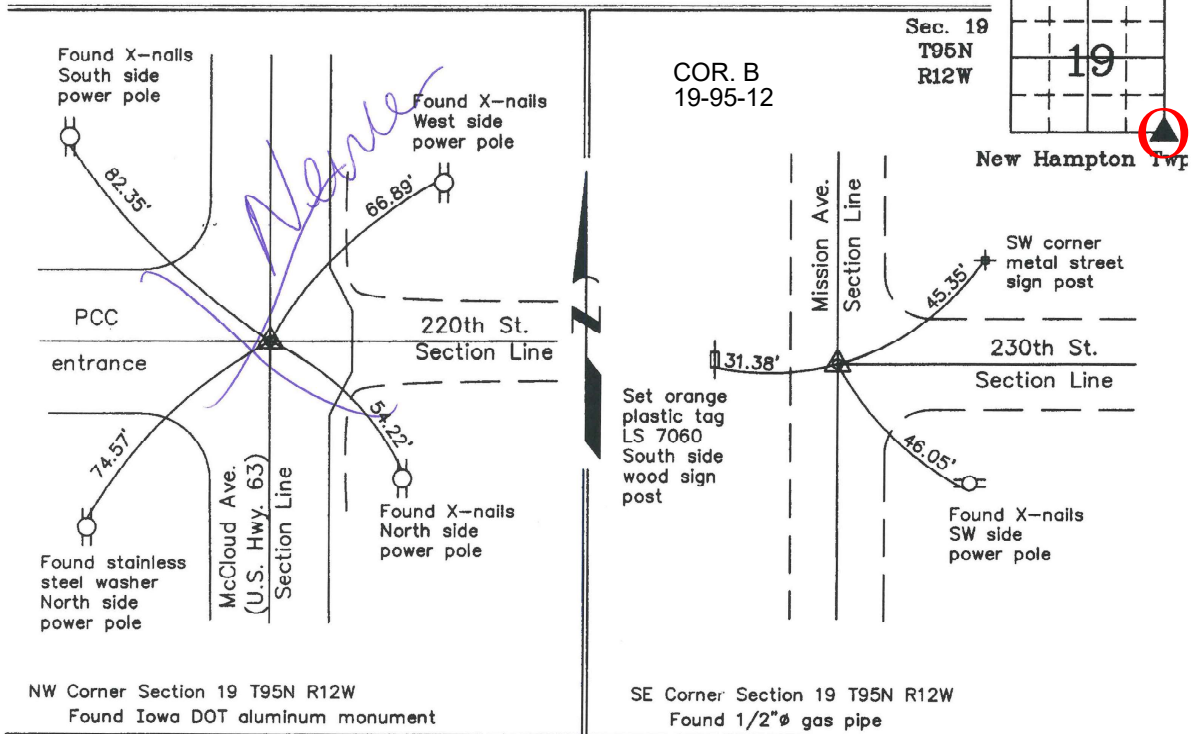 Found X-nails
South side
power pole
Found X-nails
West side
power pole
82.35'
66.89'
PCC
entrance
220th St.
Section Line
74.57'
54.22'
McCloud Ave.
(U.S. Hwy. 63)
Section Line
Found stainless
steel washer
North side
power pole
Found X-nails
North side
power pole
NW Corner Section 19 T95N R12W
Found Iowa DOT aluminum monument
COR. B
19-95-12
Sec. 19
T95N
R12W
19
New Hampton Twp
Mission Ave.
Section Line
SW corner
metal street
sign post
45.35'
31.38'
230th St.
Section Line
Set orange
plastic tag
LS 7060
South side
wood sign
post
46.05'
Found X-nails
SW side
power pole
SE Corner Section 19 T95N R12W
Found 1/2"ø gas pipe